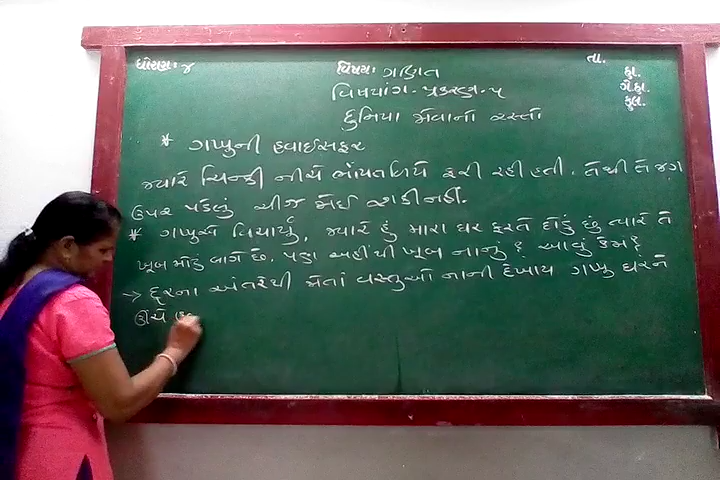 ધોરણ: ૪
વિષય: ગણિત
તા.
વિષયાંગ - પ્રકરણ - ૫
હા.
ગે.હા.
કુલ.
દુનિયા જોવાનો રસ્તો
* ગપ્પુની હવાઈસફર
જ્યારે ચિન્કી નીચે ભોંયતળિયે ફરી રહી હતી. તેથી તે જગ
ઉપર પડેલું ચીજ જોઈ શકી નહીં.
* ગપ્પુએ વિચાર્યું, જ્યારે હું મારા ઘર ફરતે દોડું છું ત્યારે તે
ખૂબ મોટું લાગે છે. પણ અહીંથી ખૂબ નાનું છે. આવું કેમ?
→ દૂરના અંતરેથી જોતાં વસ્તુઓ નાની દેખાય ગપ્પુ ઘરને
ઊંચે